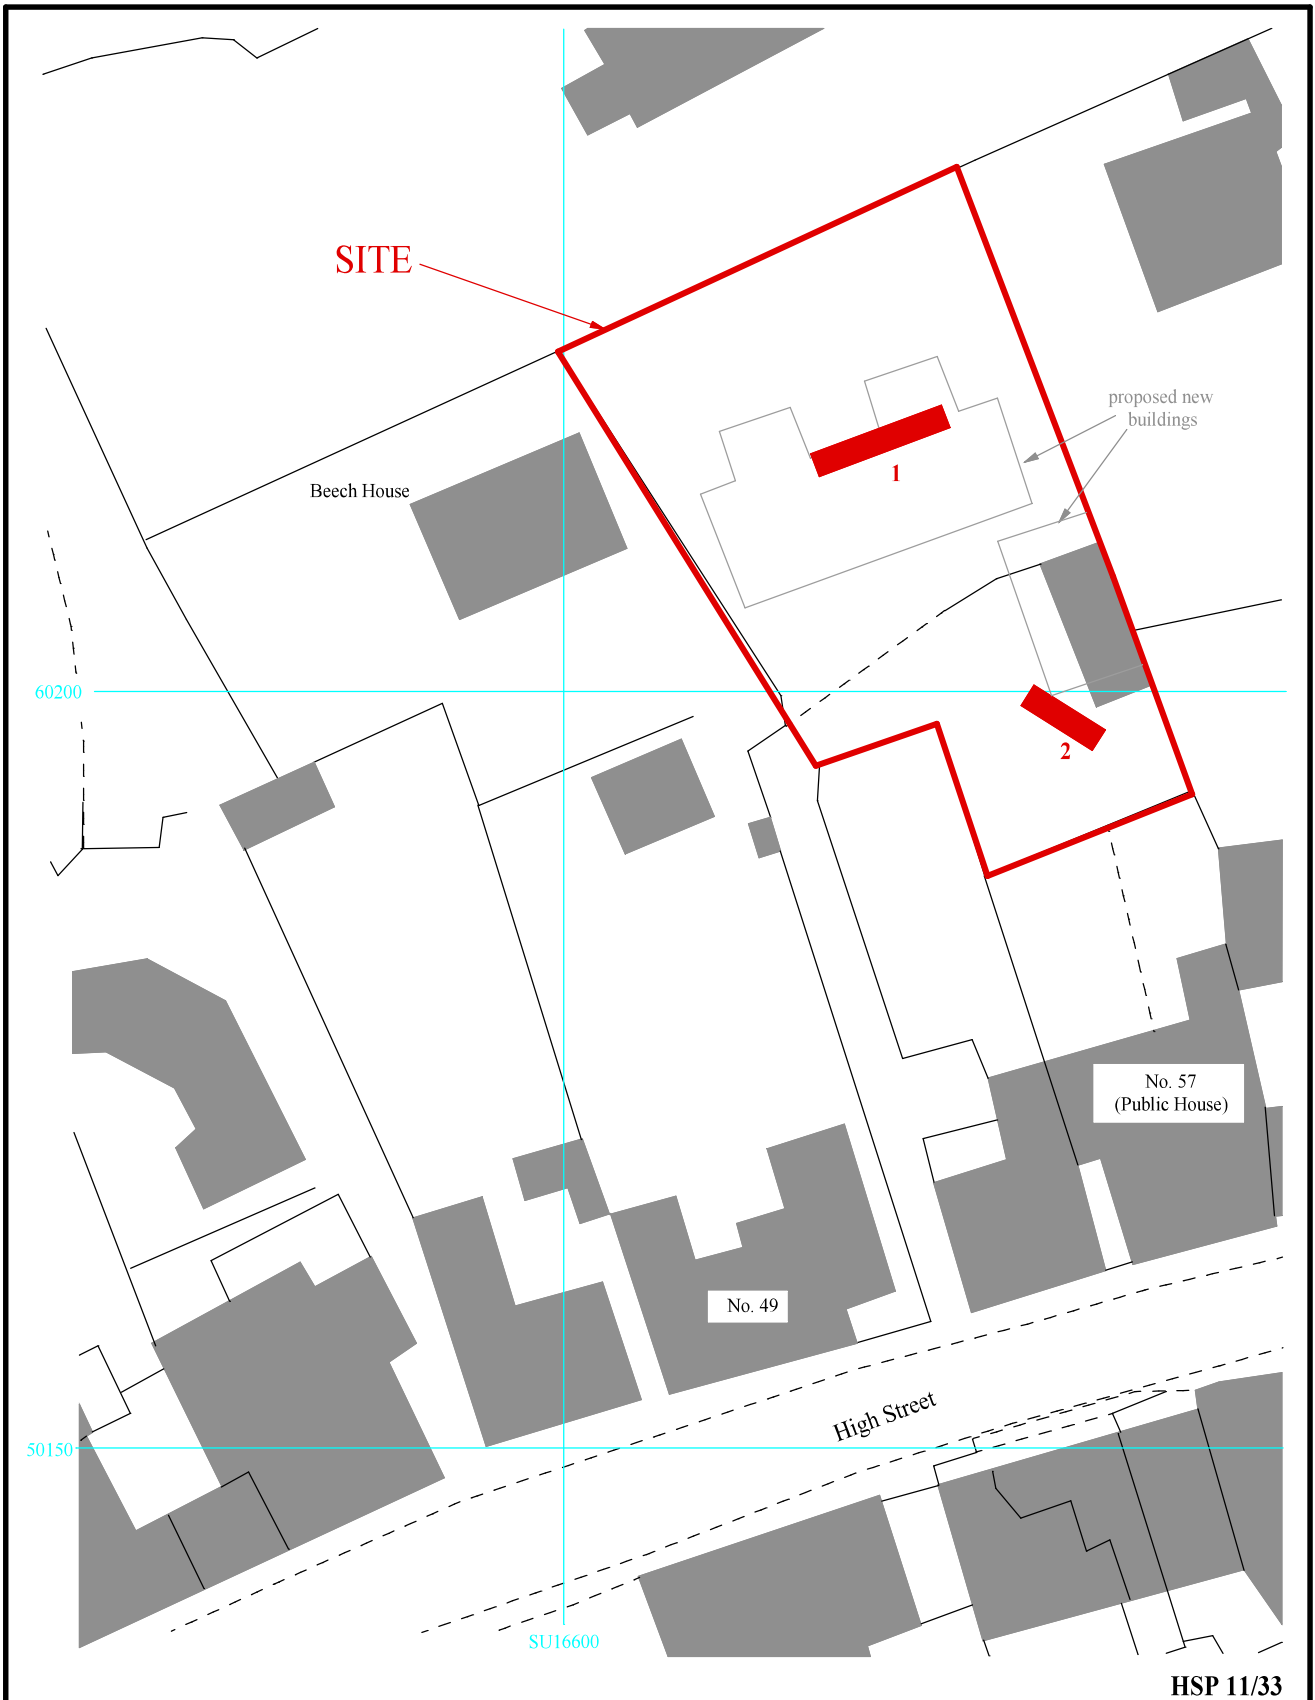 SITE
proposed new
buildings
1
Beech House
60200
2
No. 57
(Public House)
No. 49
High Street
50150
SU16600
HSP 11/33